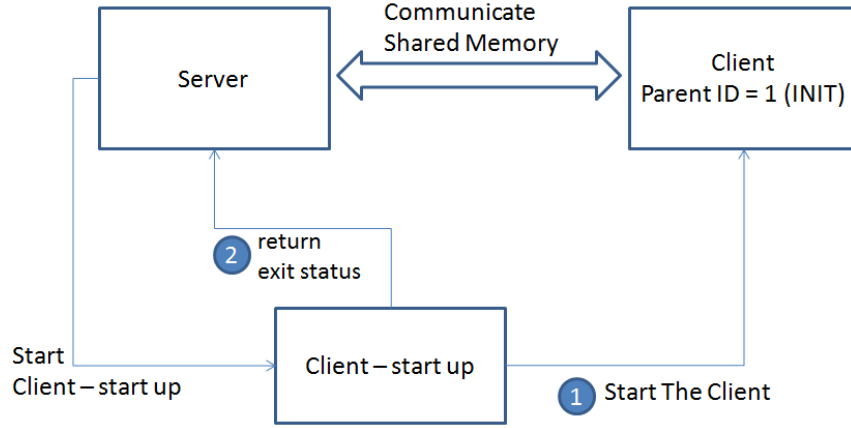 Communicate
Shared Memory
Server
Client
Parent ID = 1 (INIT)
2
return
exit status
Start
Client – start up
Client – start up
1
Start The Client